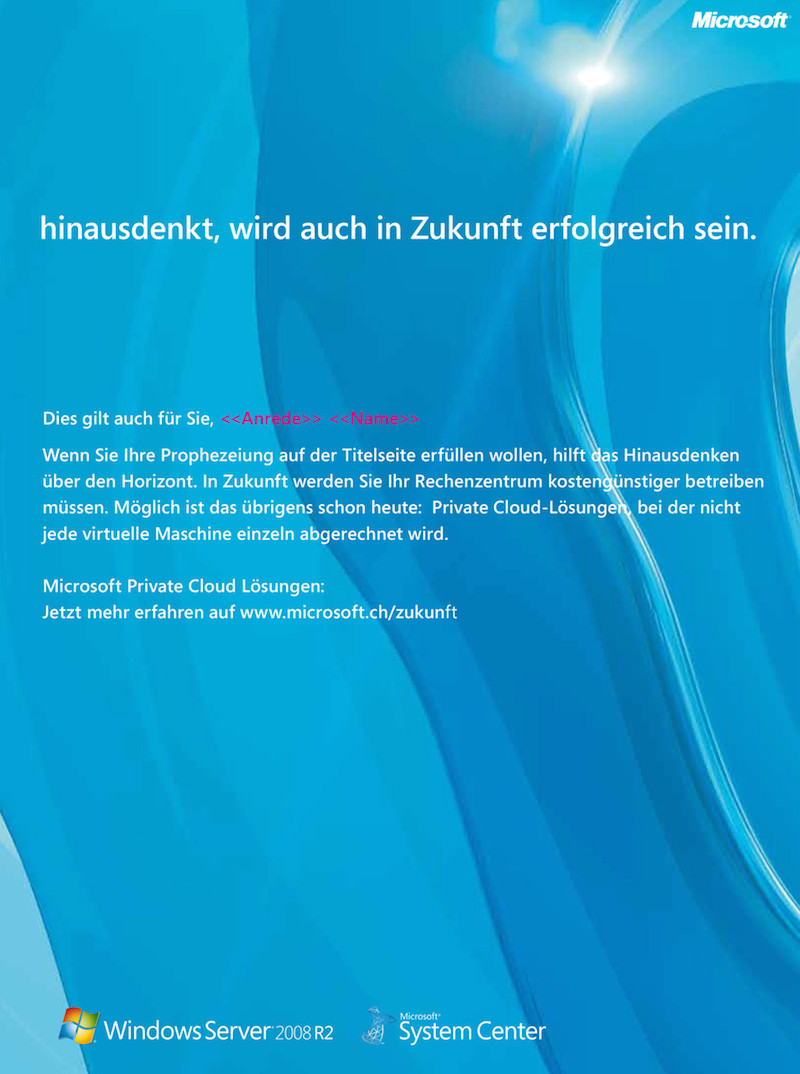 Microsoft
hinausdenkt, wird auch in Zukunft erfolgreich sein.
Dies gilt auch für Sie, <<Anrede>> <<Name>>
Wenn Sie Ihre Prophezeiung auf der Titelseite erfüllen wollen, hilft das Hinausdenken
über den Horizont. In Zukunft werden Sie Ihr Rechenzentrum kostengünstiger betreiben
müssen. Möglich ist das übrigens schon heute: Private Cloud-Lösungen, bei der nicht
jede virtuelle Maschine einzeln abgerechnet wird.
Microsoft Private Cloud Lösungen:
Jetzt mehr erfahren auf www.microsoft.ch/zukunft
Windows Server 2008 R2
Microsoft
System Center